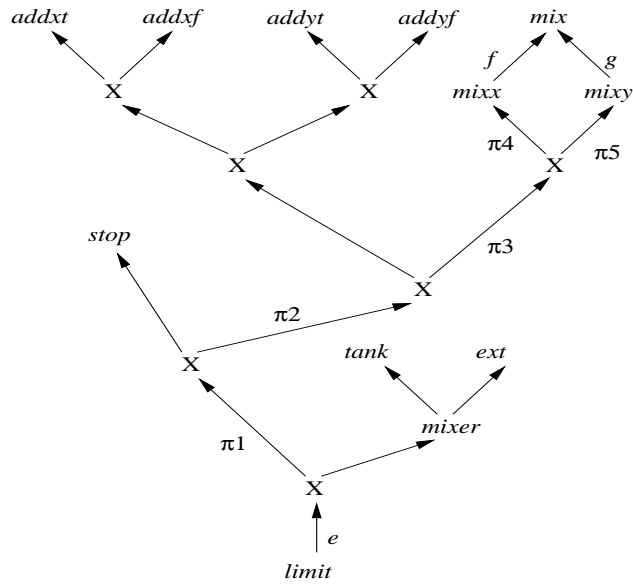 addxt addxf addyt addyf mix
f g
X X mixx mixy
π4 π5
X X
stop π3
X
π2
tank ext
X
π1 mixer
X
e
limit